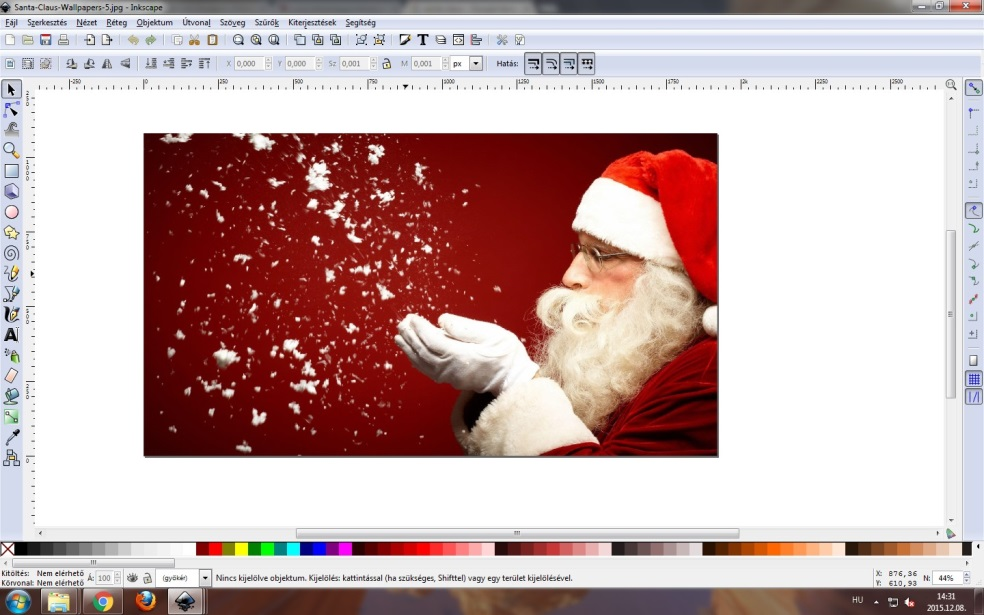 Santa-Claus-Wallpapers-5.jpg - Inkscape
Fájl Szerkesztés Nézet Réteg Objektum Útvonal Szöveg Szűrők Kiterjesztések Segítség
X 0,000 Y 0,000 Sz 0,001 M 0,001 px Hatás:
-250 0 250 500 750 1000 1250 1500 1750 2k 2250 2500
Kitöltés: Nem elérhető
Körvonal: Nem elérhető
Á: 100
(gyökér)
Nincs kijelölve objektum. Kijelölés: kattintással (ha szükséges, Shifttel) vagy egy terület kijelölésével.
X: 876,36
Y: 610,93
N: 44%
HU
14:31
2015.12.08.